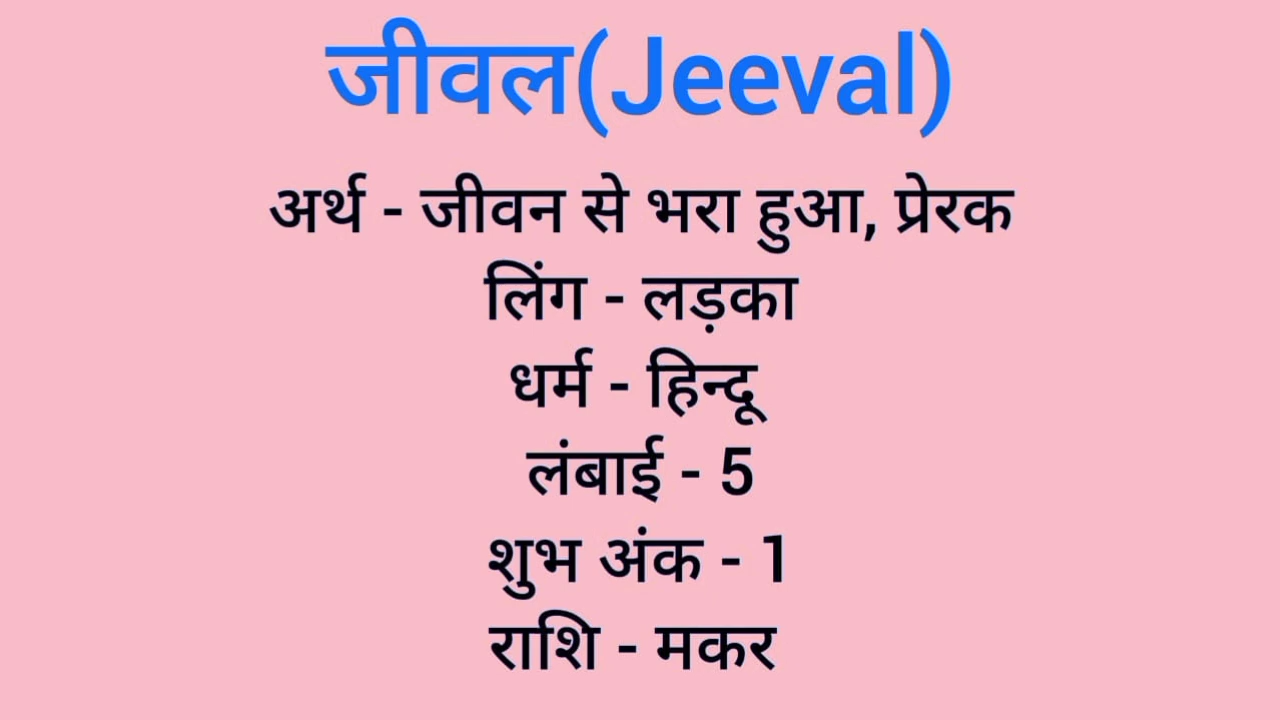 जीवल(Jeeval)
अर्थ - जीवन से भरा हुआ, प्रेरक
लिंग - लड़का
धर्म - हिन्दू
लंबाई - 5
शुभ अंक - 1
राशि - मकर